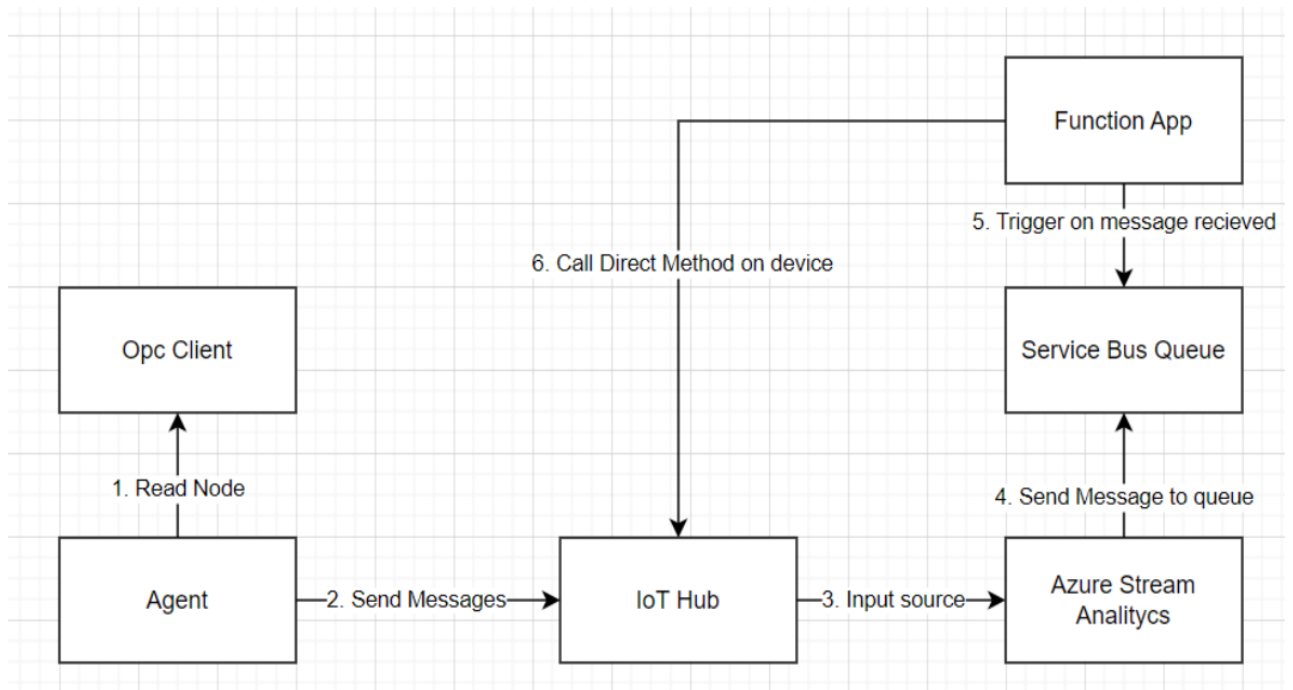 Function App
5. Trigger on message recieved
6. Call Direct Method on device
Opc Client
Service Bus Queue
1. Read Node
4. Send Message to queue
Agent
2. Send Messages
IoT Hub
3. Input source
Azure Stream
Analitycs